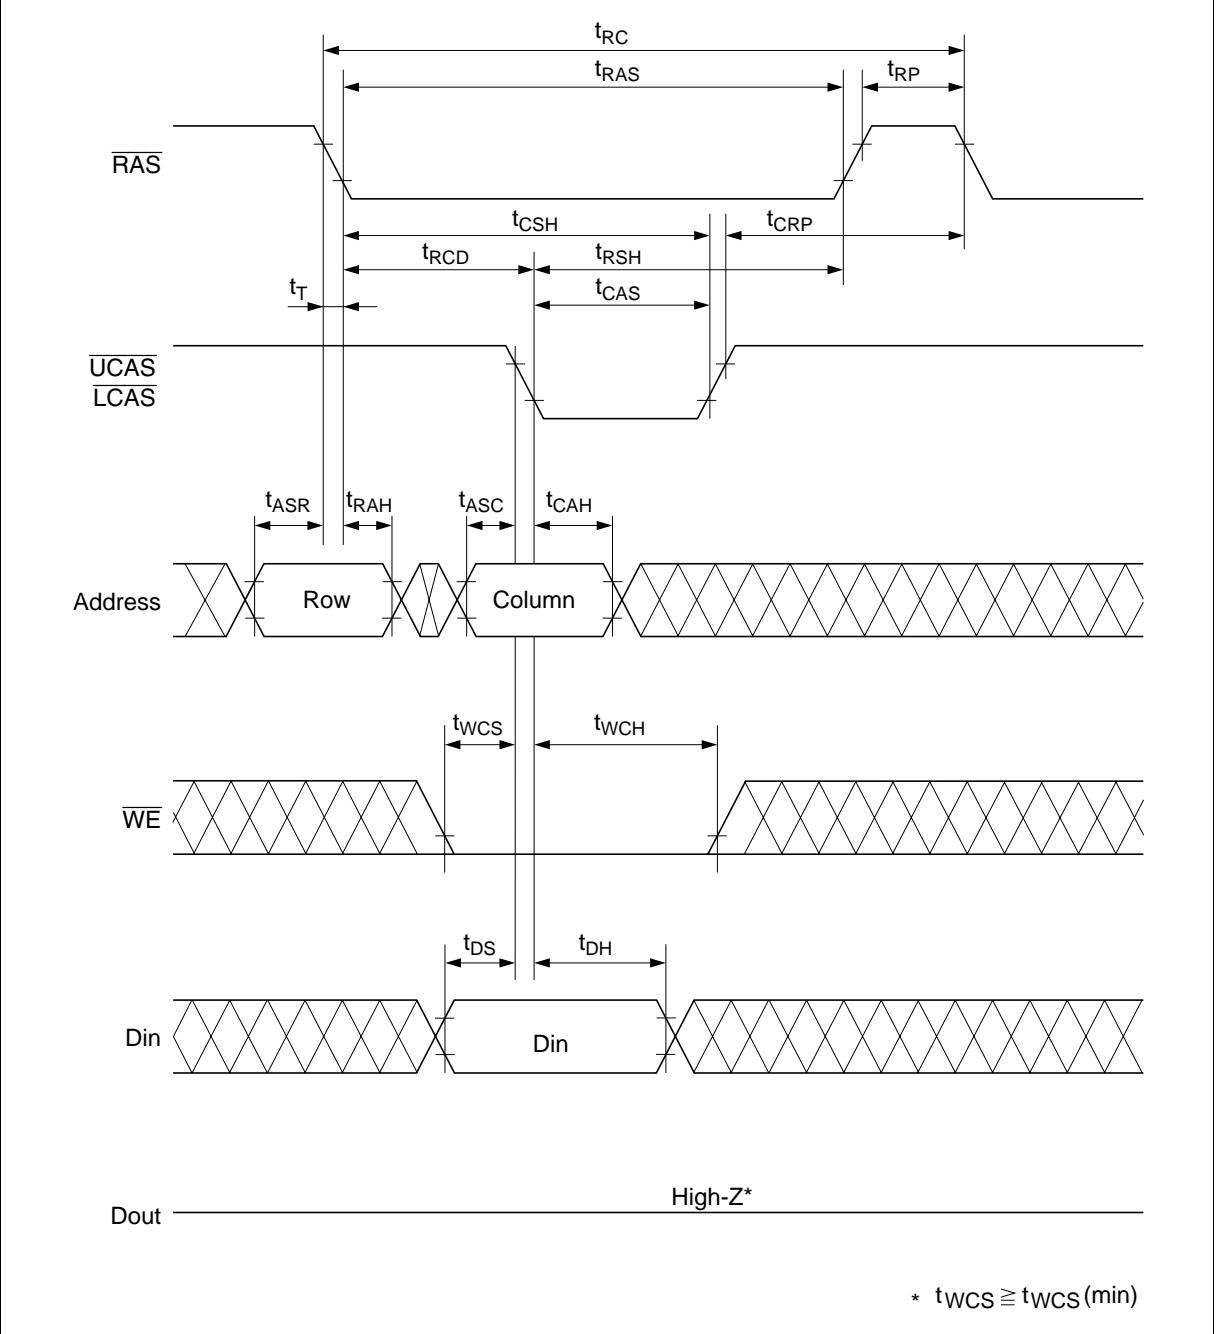 tRC
tRAS
tRP
RAS
tCSH
tCRP
tRCD
tRSH
tT
tCAS
UCAS
LCAS
tASR
tRAH
tASC
tCAH
Address
Row
Column
tWCS
tWCH
WE
tDS
tDH
Din
Din
High-Z*
Dout
* tWCS ≧ tWCS(min)